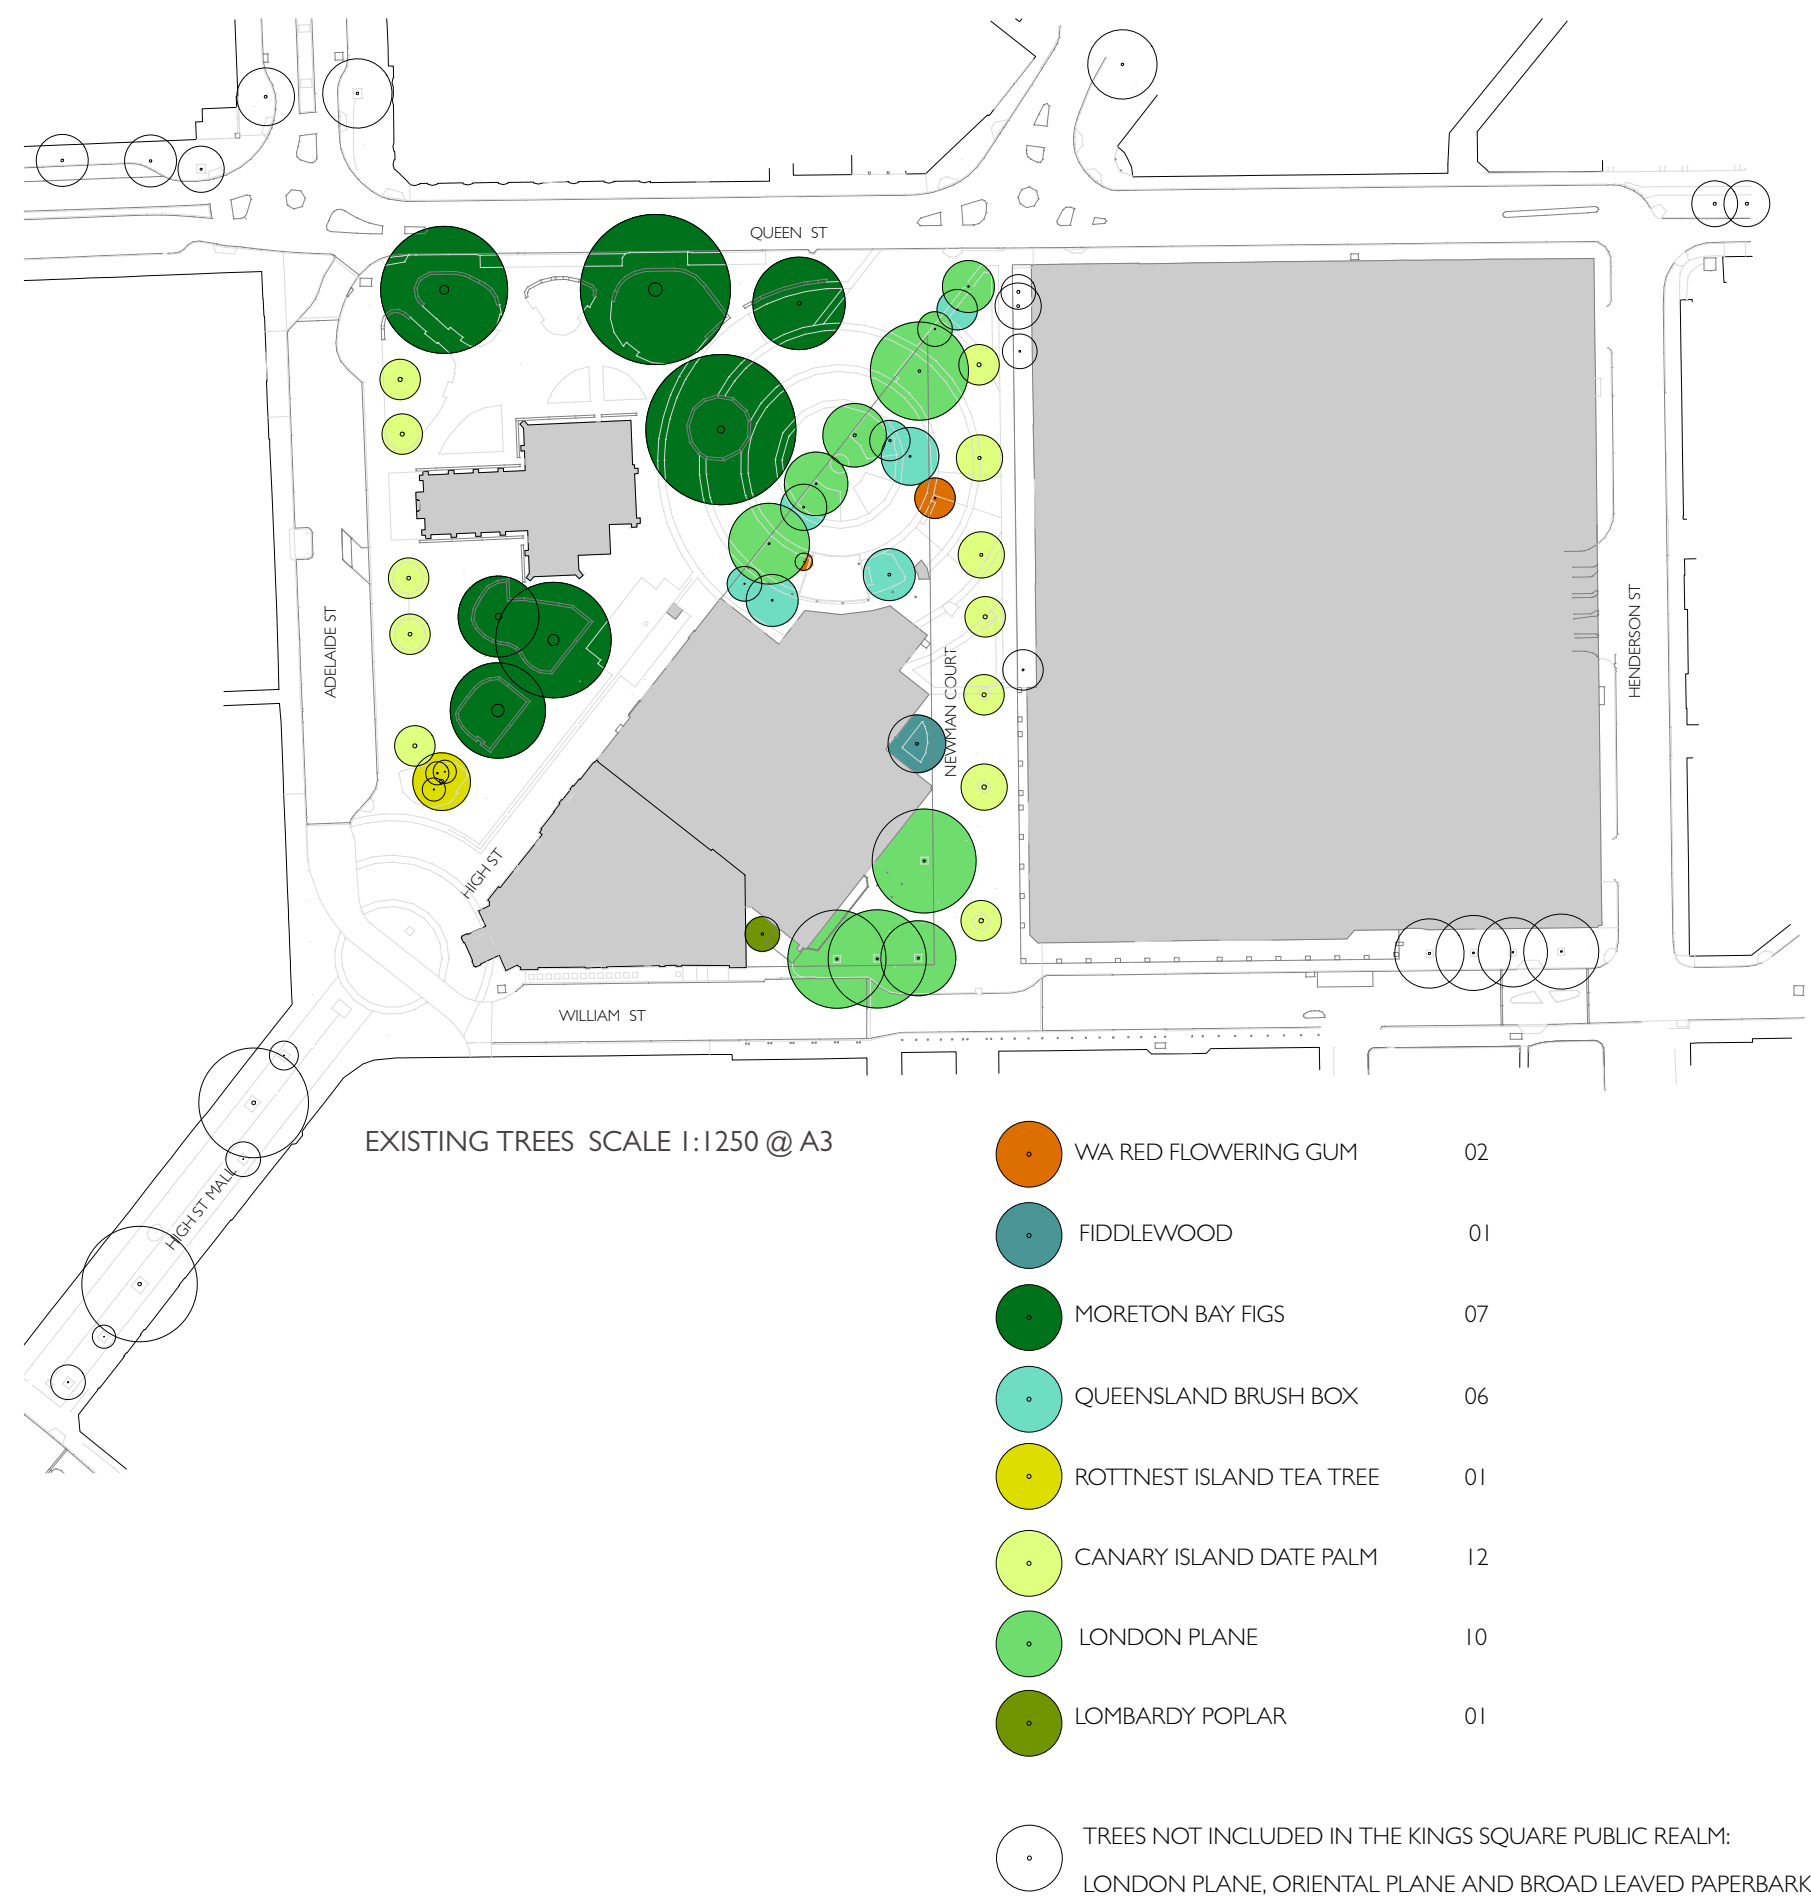 QUEEN ST
ADELAIDE ST
HENDERSON ST
NEWMAN COURT
HIGH ST
WILLIAM ST
HIGH ST MALL
EXISTING TREES SCALE 1:1250 @ A3
WA RED FLOWERING GUM 02
FIDDLEWOOD 01
MORETON BAY FIGS 07
QUEENSLAND BRUSH BOX 06
ROTTNEST ISLAND TEA TREE 01
CANARY ISLAND DATE PALM 12
LONDON PLANE 10
LOMBARDY POPLAR 01
TREES NOT INCLUDED IN THE KINGS SQUARE PUBLIC REALM:
LONDON PLANE, ORIENTAL PLANE AND BROAD LEAVED PAPERBARK